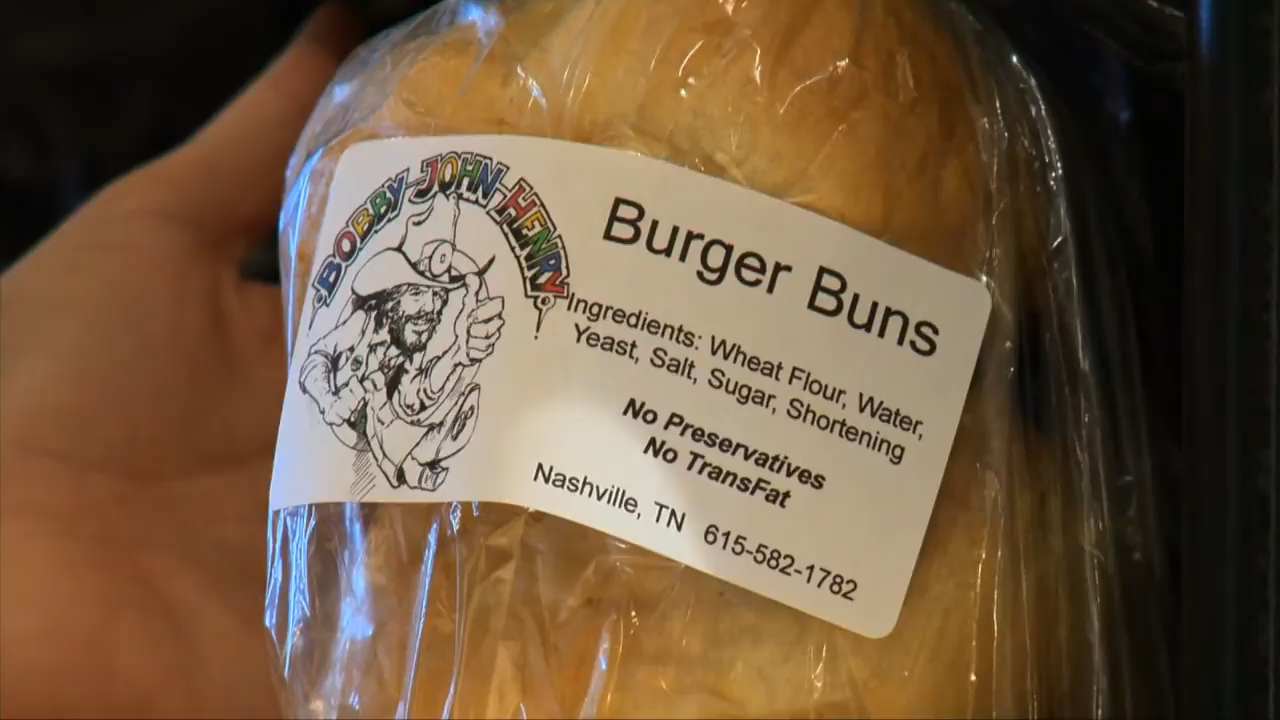 BOBBY JOHN HENRY
Burger Buns
Ingredients: Wheat Flour, Water,
Yeast, Salt, Sugar, Shortening
No Preservatives
No TransFat
Nashville, TN 615-582-1782